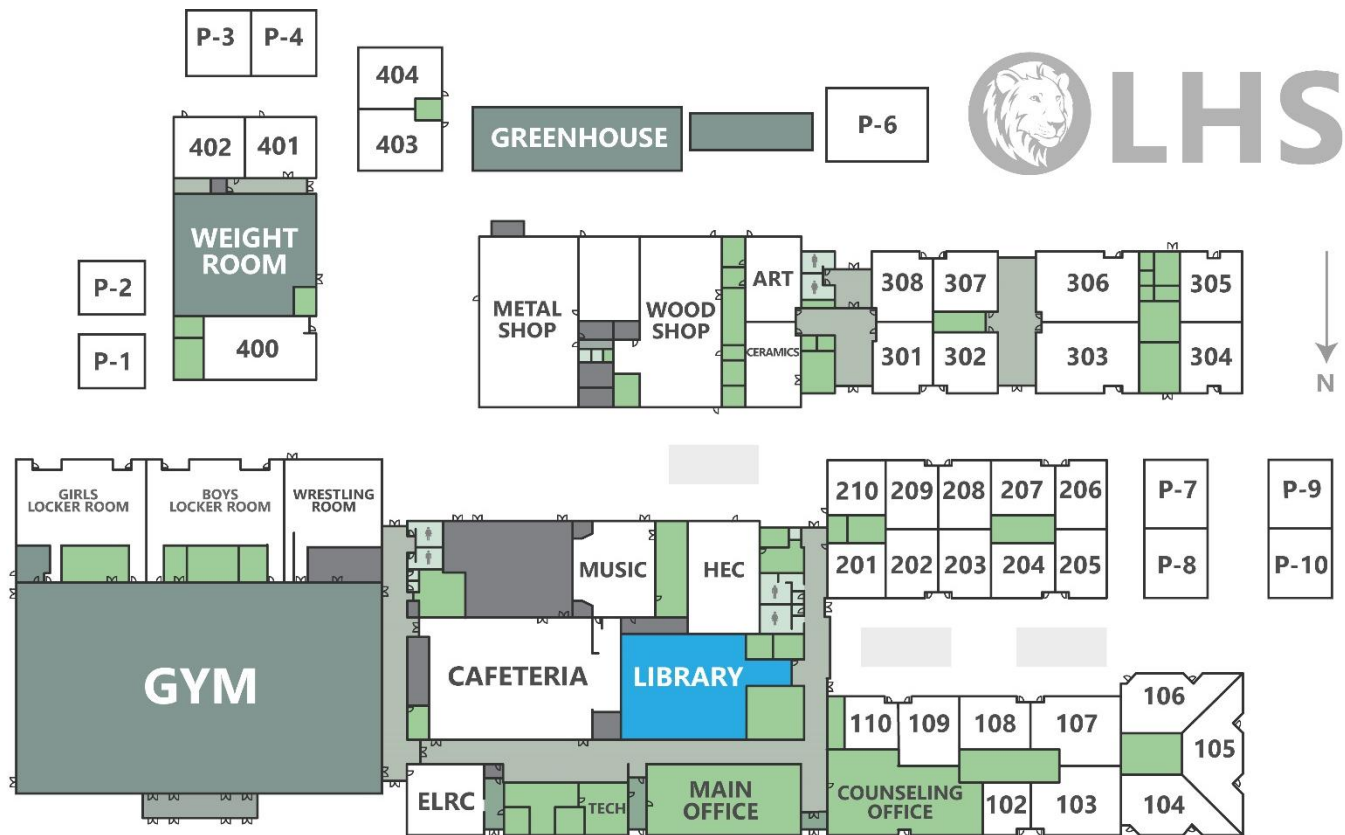 P-3 P-4
404
403
GREENHOUSE
P-6
LHS
402 401
WEIGHT
ROOM
P-2
P-1
400
METAL
SHOP
WOOD
SHOP
ART
CERAMICS
308 307 306 305
301 302 303 304
N
GIRLS
LOCKER ROOM
BOYS
LOCKER ROOM
WRESTLING
ROOM
MUSIC
HEC
210 209 208 207 206
201 202 203 204 205
P-7
P-8
P-9
P-10
GYM
CAFETERIA
LIBRARY
110 109 108 107 106
105
ELRC
TECH
MAIN
OFFICE
COUNSELING
OFFICE
102 103 104